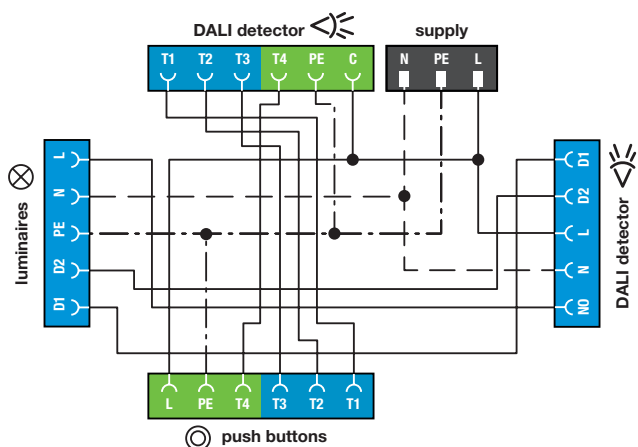 DALI detector
supply
T1 T2 T3 T4 PE C
N PE L
luminaires
L
N
PE
D2
D1
D1
D2
L
N
NO
DALI detector
L PE T4 T3 T2 T1
push buttons